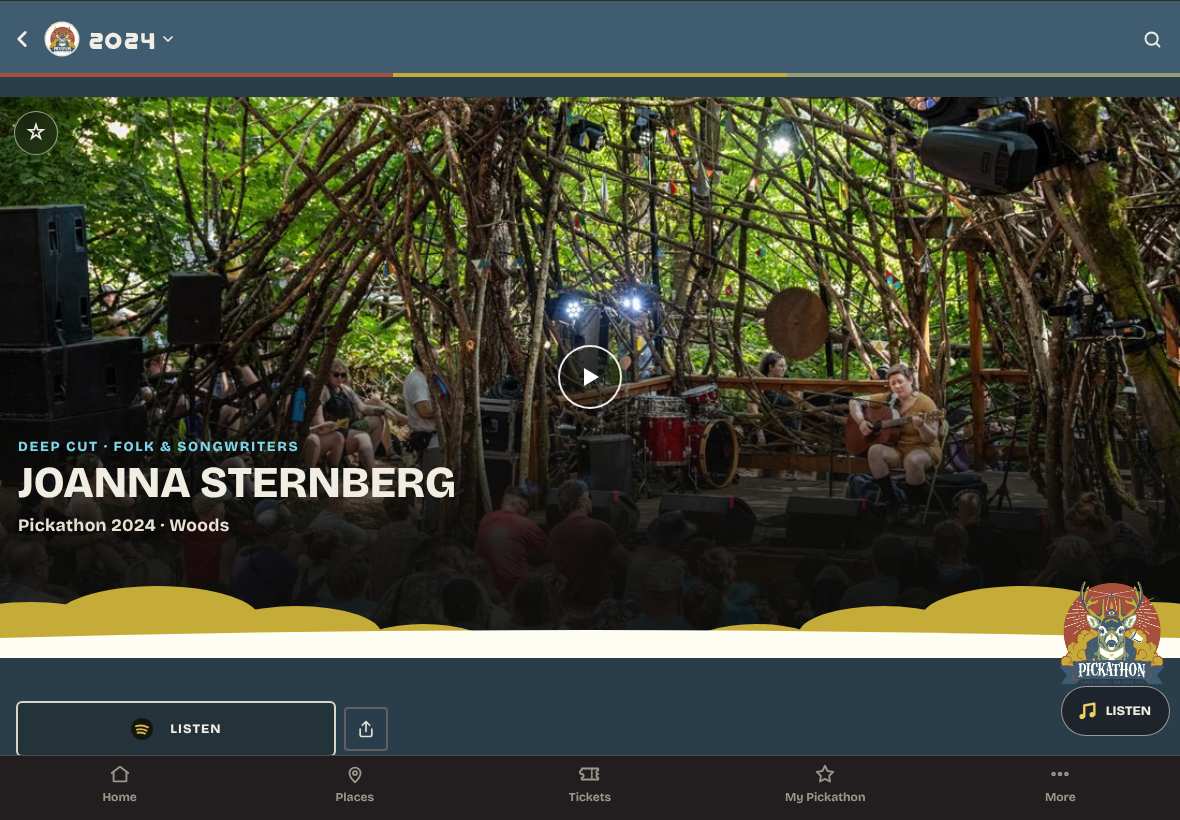 2024
DEEP CUT · FOLK & SONGWRITERS
JOANNA STERNBERG
Pickathon 2024 · Woods
PICKATHON
LISTEN
LISTEN
Home
Places
Tickets
My Pickathon
More